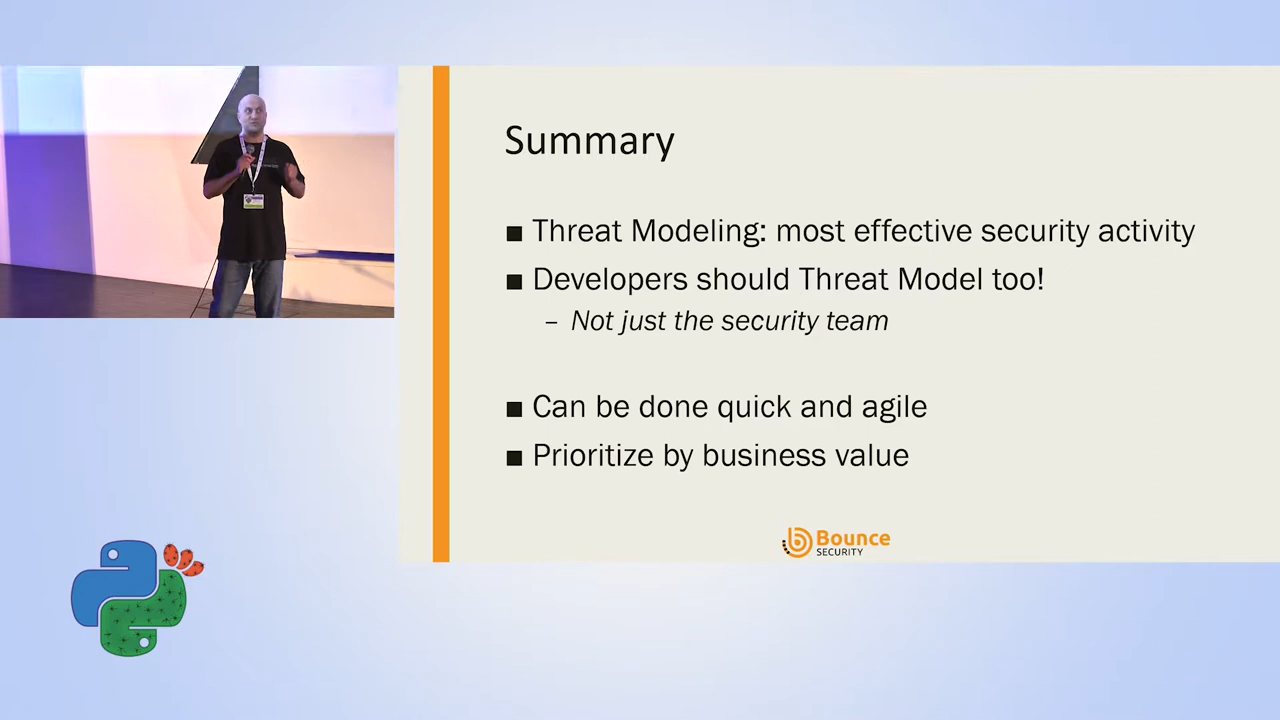 Summary
■ Threat Modeling: most effective security activity
■ Developers should Threat Model too!
– Not just the security team
■ Can be done quick and agile
■ Prioritize by business value
Bounce
SECURITY